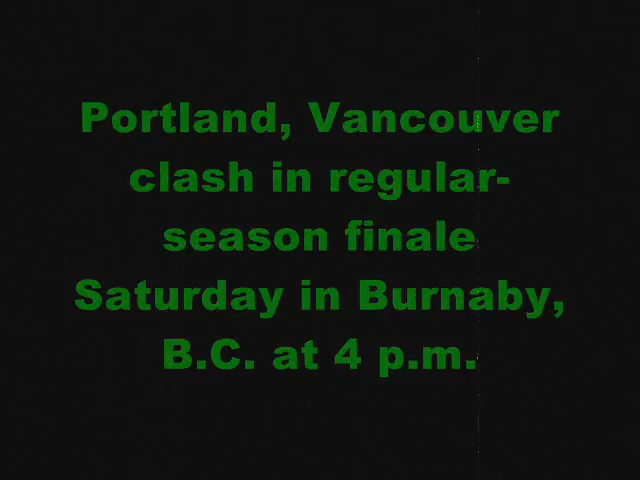 Portland, Vancouver
clash in regular-
season finale
Saturday in Burnaby,
B.C. at 4 p.m.